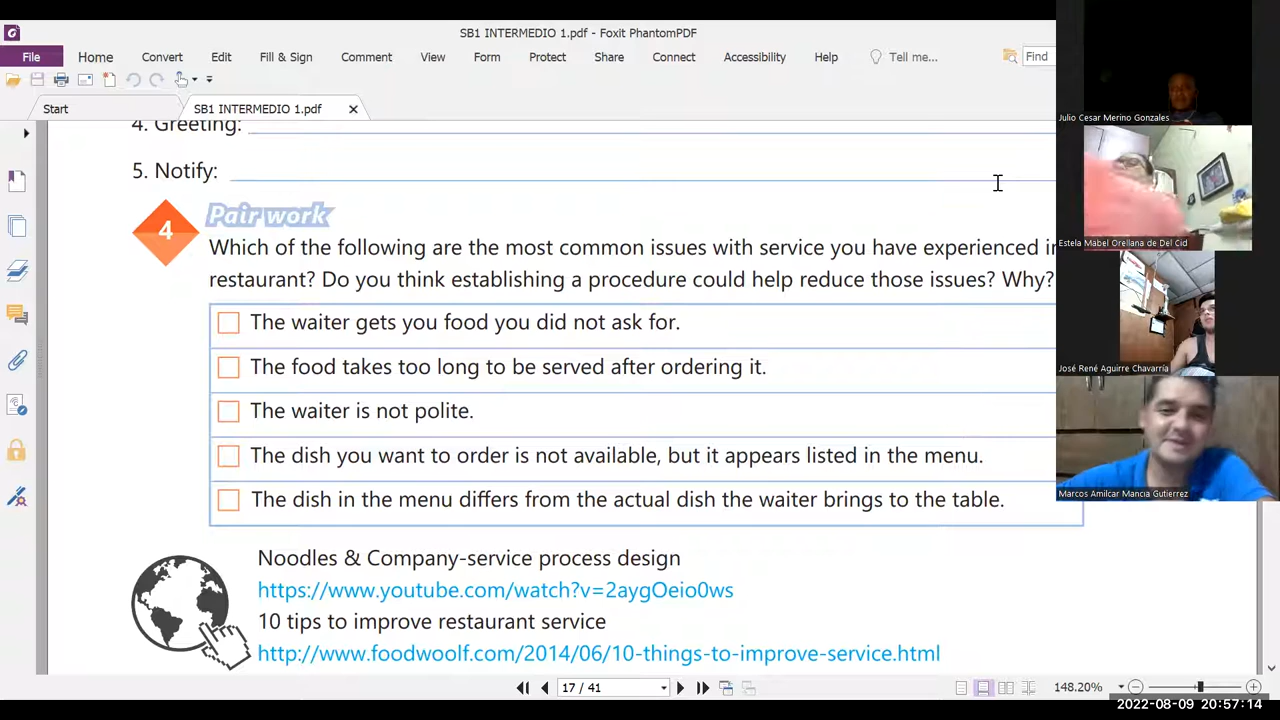 SB1 INTERMEDIO 1.pdf - Foxit PhantomPDF
File Home Convert Edit Fill & Sign Comment View Form Protect Share Connect Accessibility Help Tell me... Find
Start SB1 INTERMEDIO 1.pdf
4. Greeting:
5. Notify:
4 Pair work
Which of the following are the most common issues with service you have experienced
restaurant? Do you think establishing a procedure could help reduce those issues? Why?
The waiter gets you food you did not ask for.
The food takes too long to be served after ordering it.
The waiter is not polite.
The dish you want to order is not available, but it appears listed in the menu.
The dish in the menu differs from the actual dish the waiter brings to the table.
Noodles & Company-service process design
https://www.youtube.com/watch?v=2aygOeio0ws
10 tips to improve restaurant service
http://www.foodwoolf.com/2014/06/10-things-to-improve-service.html
17 / 41
148.20%
Julio Cesar Merino Gonzales
Estela Mabel Orellana de Del Cid
José René Aguirre Chavarría
Marcos Amilcar Mancia Gutierrez
2022-08-09 20:57:14